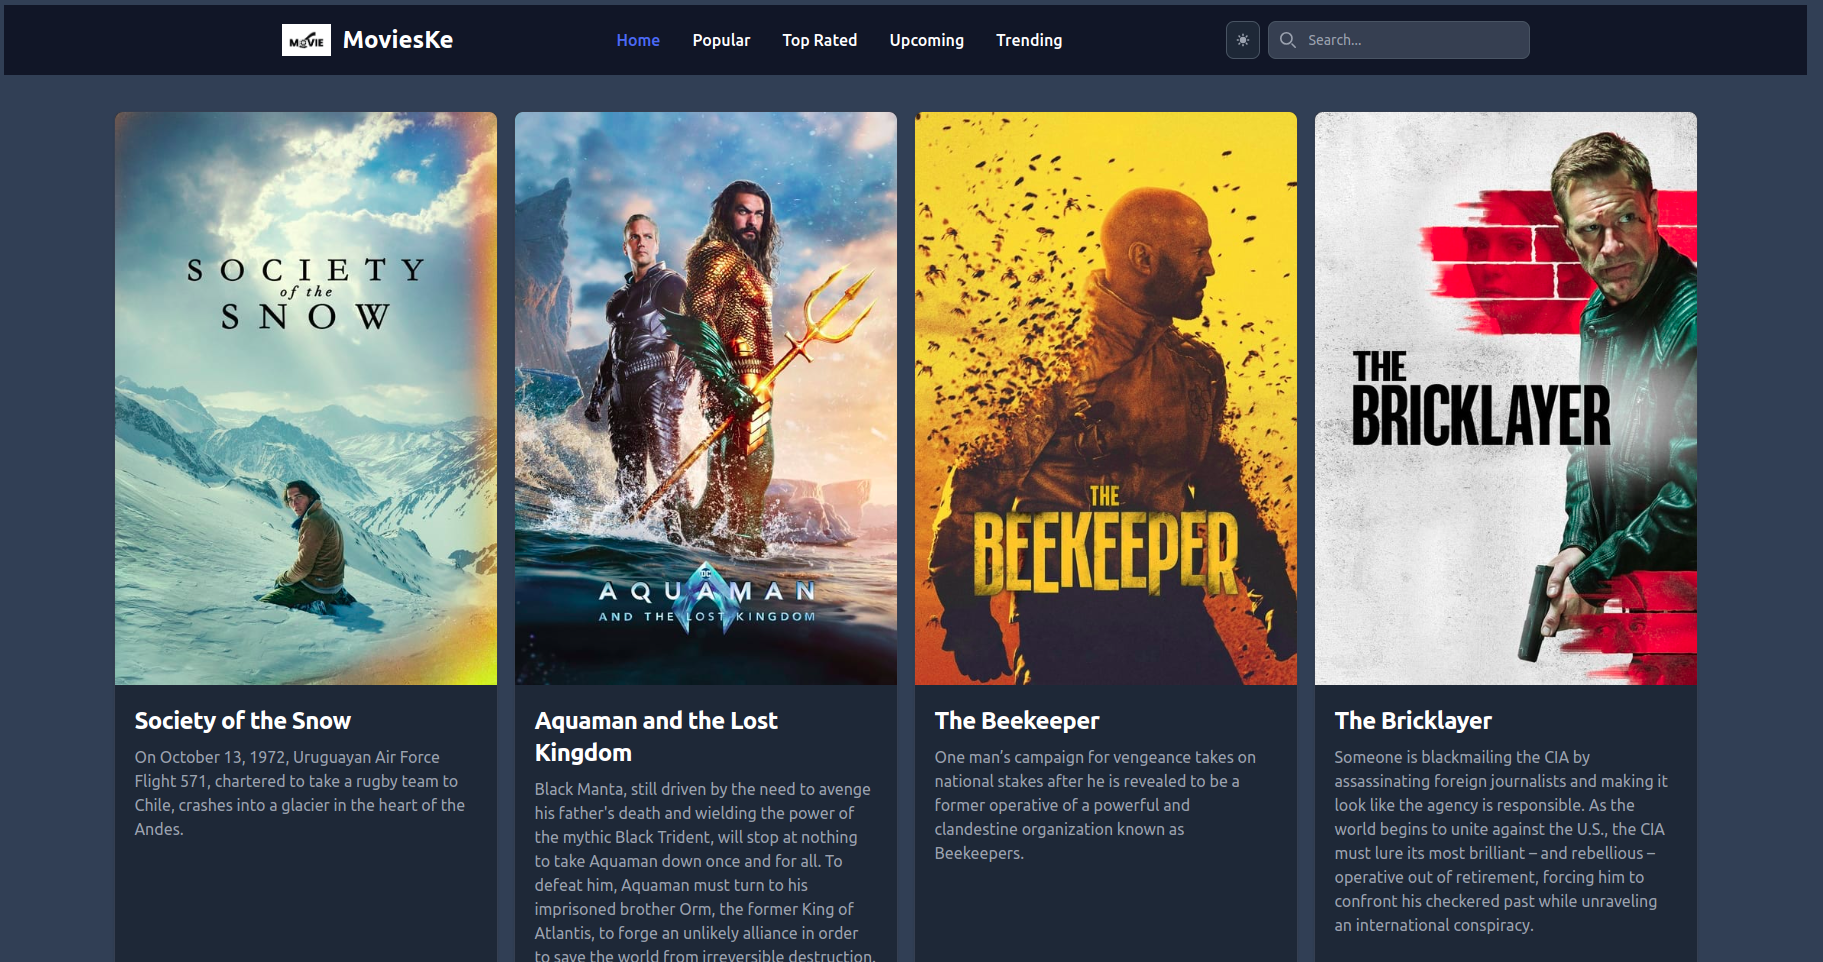 MOVIE MoviesKe Home Popular Top Rated Upcoming Trending Search...
SOCIETY
of the
SNOW
DC
AQUAMAN
AND THE LOST KINGDOM
THE
BEEKEEPER
THE
BRICKLAYER
Society of the Snow
On October 13, 1972, Uruguayan Air Force
Flight 571, chartered to take a rugby team to
Chile, crashes into a glacier in the heart of the
Andes.
Aquaman and the Lost
Kingdom
Black Manta, still driven by the need to avenge
his father's death and wielding the power of
the mythic Black Trident, will stop at nothing
to take Aquaman down once and for all. To
defeat him, Aquaman must turn to his
imprisoned brother Orm, the former King of
Atlantis, to forge an unlikely alliance in order
to save the world from irreversible destruction.
The Beekeeper
One man’s campaign for vengeance takes on
national stakes after he is revealed to be a
former operative of a powerful and
clandestine organization known as
Beekeepers.
The Bricklayer
Someone is blackmailing the CIA by
assassinating foreign journalists and making it
look like the agency is responsible. As the
world begins to unite against the U.S., the CIA
must lure its most brilliant – and rebellious –
operative out of retirement, forcing him to
confront his checkered past while unraveling
an international conspiracy.